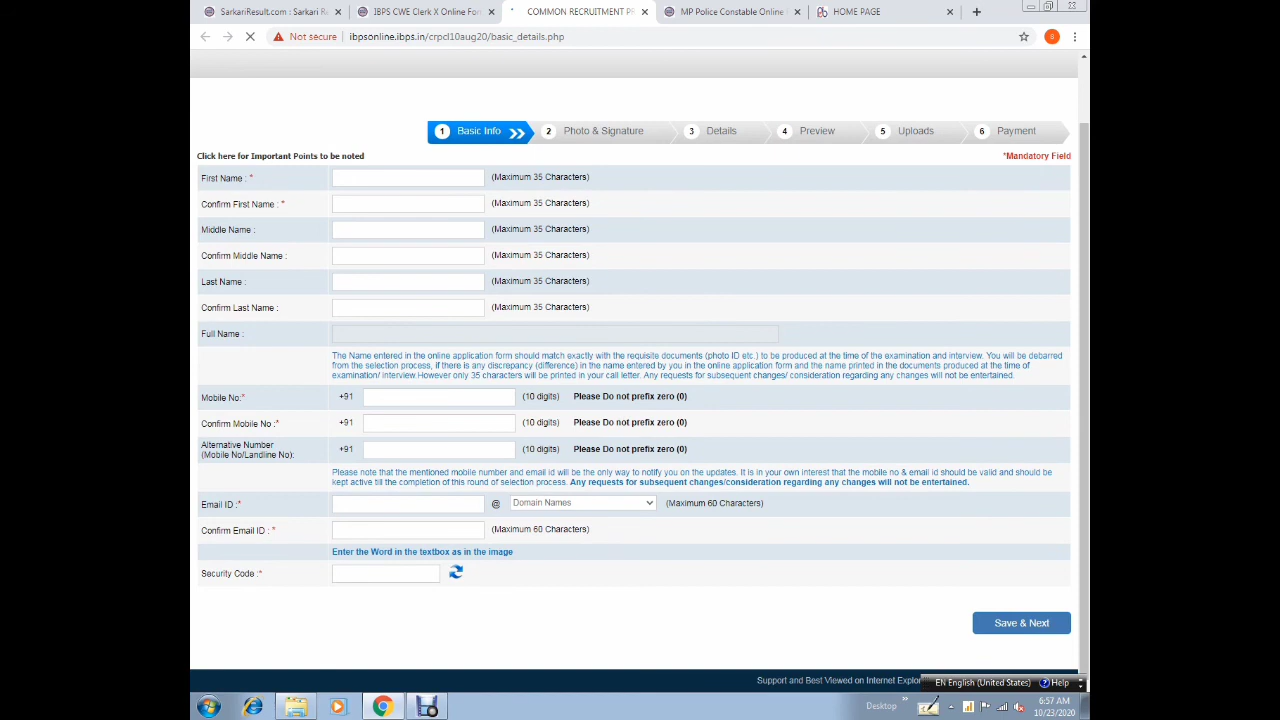 SarkariResult.com : Sarkari R
IBPS CWE Clerk X Online For
COMMON RECRUITMENT PR
MP Police Constable Online F
HOME PAGE
Not secure
ibpsonline.ibps.in/crpcl10aug20/basic_details.php
S
1 Basic Info
2 Photo & Signature
3 Details
4 Preview
5 Uploads
6 Payment
Click here for Important Points to be noted
*Mandatory Field
First Name : * (Maximum 35 Characters)
Confirm First Name : * (Maximum 35 Characters)
Middle Name : (Maximum 35 Characters)
Confirm Middle Name : (Maximum 35 Characters)
Last Name : (Maximum 35 Characters)
Confirm Last Name : (Maximum 35 Characters)
Full Name :
The Name entered in the online application form should match exactly with the requisite documents (photo ID etc.) to be produced at the time of the examination and interview. You will be debarred
from the selection process, if there is any discrepancy (difference) in the name entered by you in the online application form and the name printed in the documents produced at the time of
examination/ interview.However only 35 characters will be printed in your call letter. Any requests for subsequent changes/ consideration regarding any changes will not be entertained.
Mobile No:* +91 (10 digits) Please Do not prefix zero (0)
Confirm Mobile No :* +91 (10 digits) Please Do not prefix zero (0)
Alternative Number
(Mobile No/Landline No): +91 (10 digits) Please Do not prefix zero (0)
Please note that the mentioned mobile number and email id will be the only way to notify you on the updates. It is in your own interest that the mobile no & email id should be valid and should be
kept active till the completion of this round of selection process. Any requests for subsequent changes/consideration regarding any changes will not be entertained.
Email ID :* @ Domain Names (Maximum 60 Characters)
Confirm Email ID : * (Maximum 60 Characters)
Enter the Word in the textbox as in the image
Security Code :*
Save & Next
Support and Best Viewed on Internet Explor
EN English (United States) Help
Desktop
6:57 AM
10/23/2020